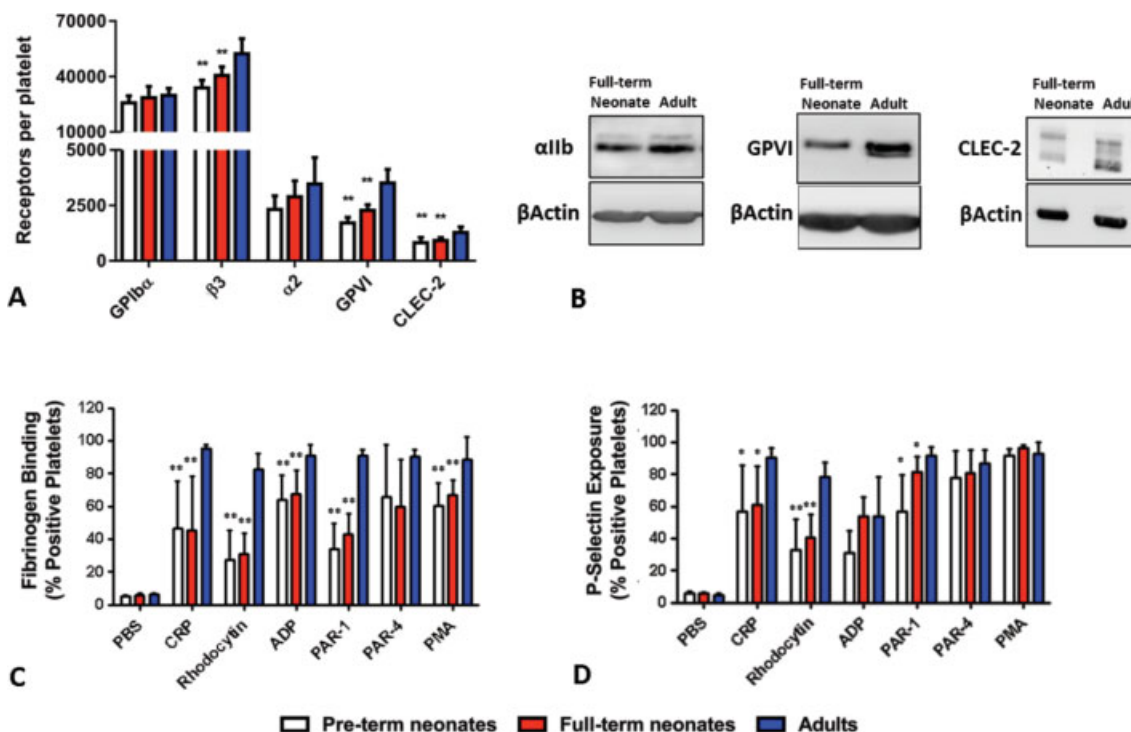 70000
40000
10000
5000
2500
0
Receptors per platelet
** **
** **
** **
GPIbα
β3
α2
GPVI
CLEC-2
A
Full-term
Neonate Adult
αIIb
βActin
Full-term
Neonate Adult
GPVI
βActin
Full-term
Neonate Adul
CLEC-2
βActin
B
120
100
80
60
40
20
0
Fibrinogen Binding
(% Positive Platelets)
** **
** **
** **
** **
** **
PBS
CRP
Rhodocytin
ADP
PAR-1
PAR-4
PMA
C
120
100
80
60
40
20
0
P-Selectin Exposure
(% Positive Platelets)
* *
** **
* *
PBS
CRP
Rhodocytin
ADP
PAR-1
PAR-4
PMA
D
Pre-term neonates Full-term neonates Adults